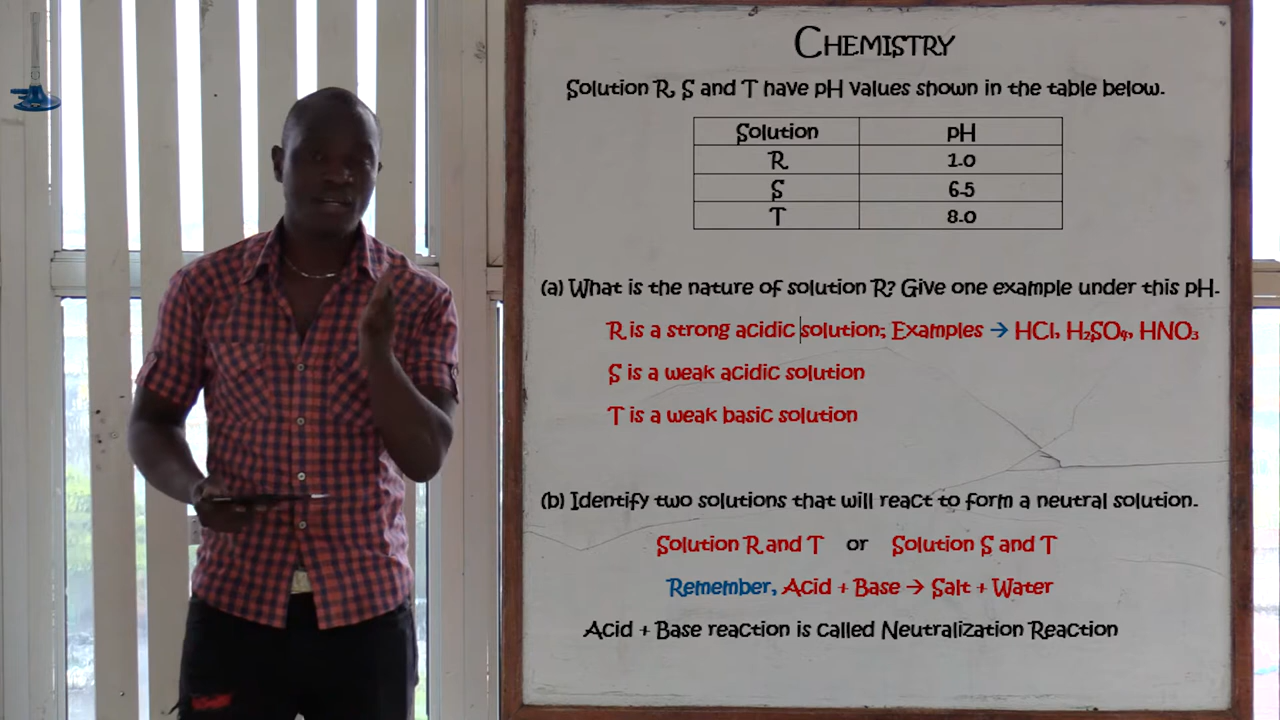 CHEMISTRY
Solution R, S and T have pH values shown in the table below.
Solution pH
R 1.0
S 6.5
T 8.0
(a) What is the nature of solution R? Give one example under this pH.
R is a strong acidic solution; Examples → HCl, H₂SO₄, HNO₃
S is a weak acidic solution
T is a weak basic solution
(b) Identify two solutions that will react to form a neutral solution.
Solution R and T or Solution S and T
Remember, Acid + Base → Salt + Water
Acid + Base reaction is called Neutralization Reaction